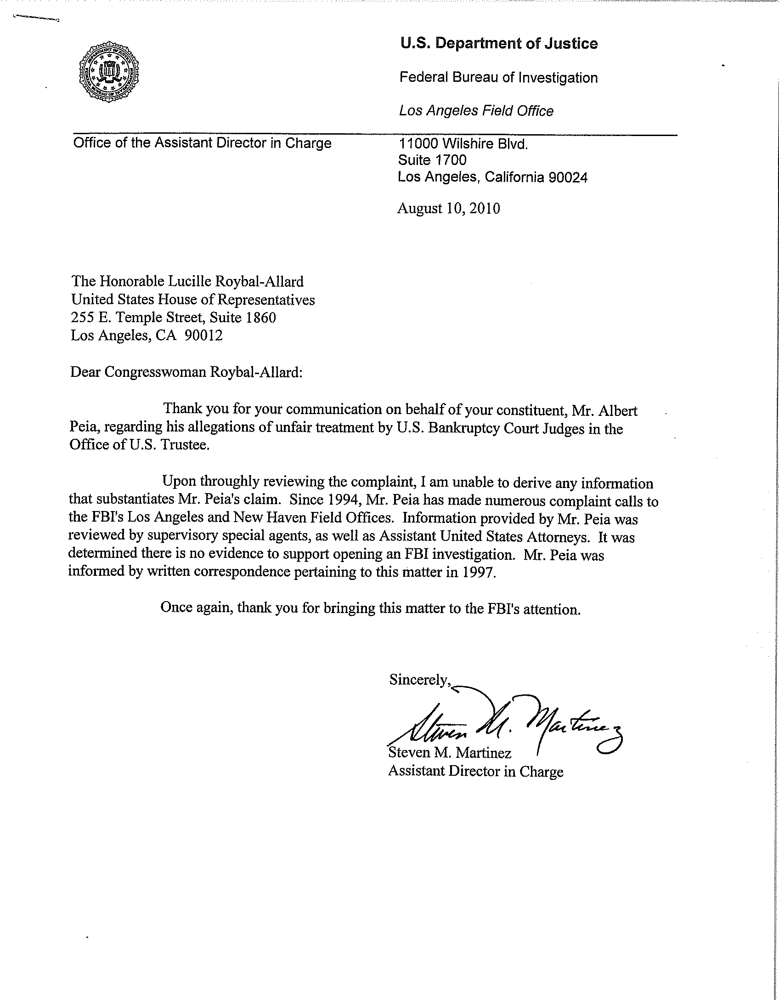 U.S. Department of Justice
Federal Bureau of Investigation
Los Angeles Field Office
Office of the Assistant Director in Charge
11000 Wilshire Blvd.
Suite 1700
Los Angeles, California 90024
August 10, 2010
The Honorable Lucille Roybal-Allard
United States House of Representatives
255 E. Temple Street, Suite 1860
Los Angeles, CA 90012
Dear Congresswoman Roybal-Allard:
Thank you for your communication on behalf of your constituent, Mr. Albert
Peia, regarding his allegations of unfair treatment by U.S. Bankruptcy Court Judges in the
Office of U.S. Trustee.
Upon throughly reviewing the complaint, I am unable to derive any information
that substantiates Mr. Peia's claim. Since 1994, Mr. Peia has made numerous complaint calls to
the FBI's Los Angeles and New Haven Field Offices. Information provided by Mr. Peia was
reviewed by supervisory special agents, as well as Assistant United States Attorneys. It was
determined there is no evidence to support opening an FBI investigation. Mr. Peia was
informed by written correspondence pertaining to this matter in 1997.
Once again, thank you for bringing this matter to the FBI's attention.
Sincerely,
Steven M. Martinez
Steven M. Martinez
Assistant Director in Charge